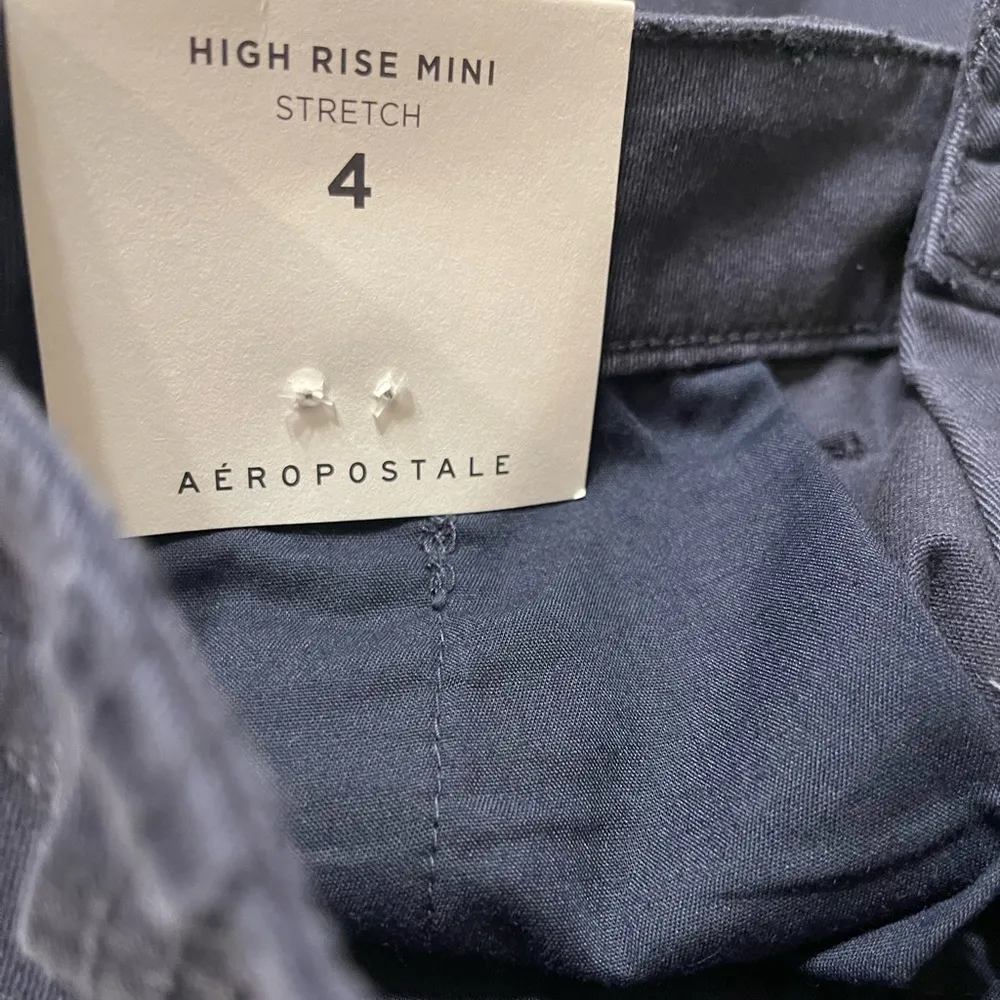 HIGH RISE MINI
STRETCH
4
AÉROPOSTALE